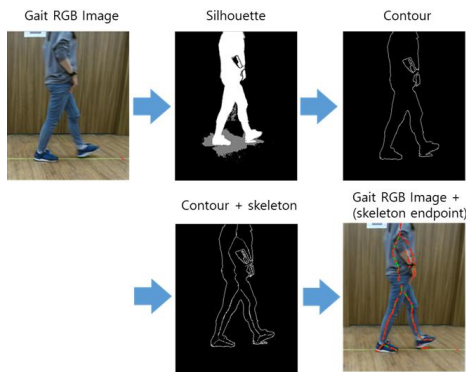 Gait RGB Image
Silhouette
Contour
Contour + skeleton
Gait RGB Image +
(skeleton endpoint)